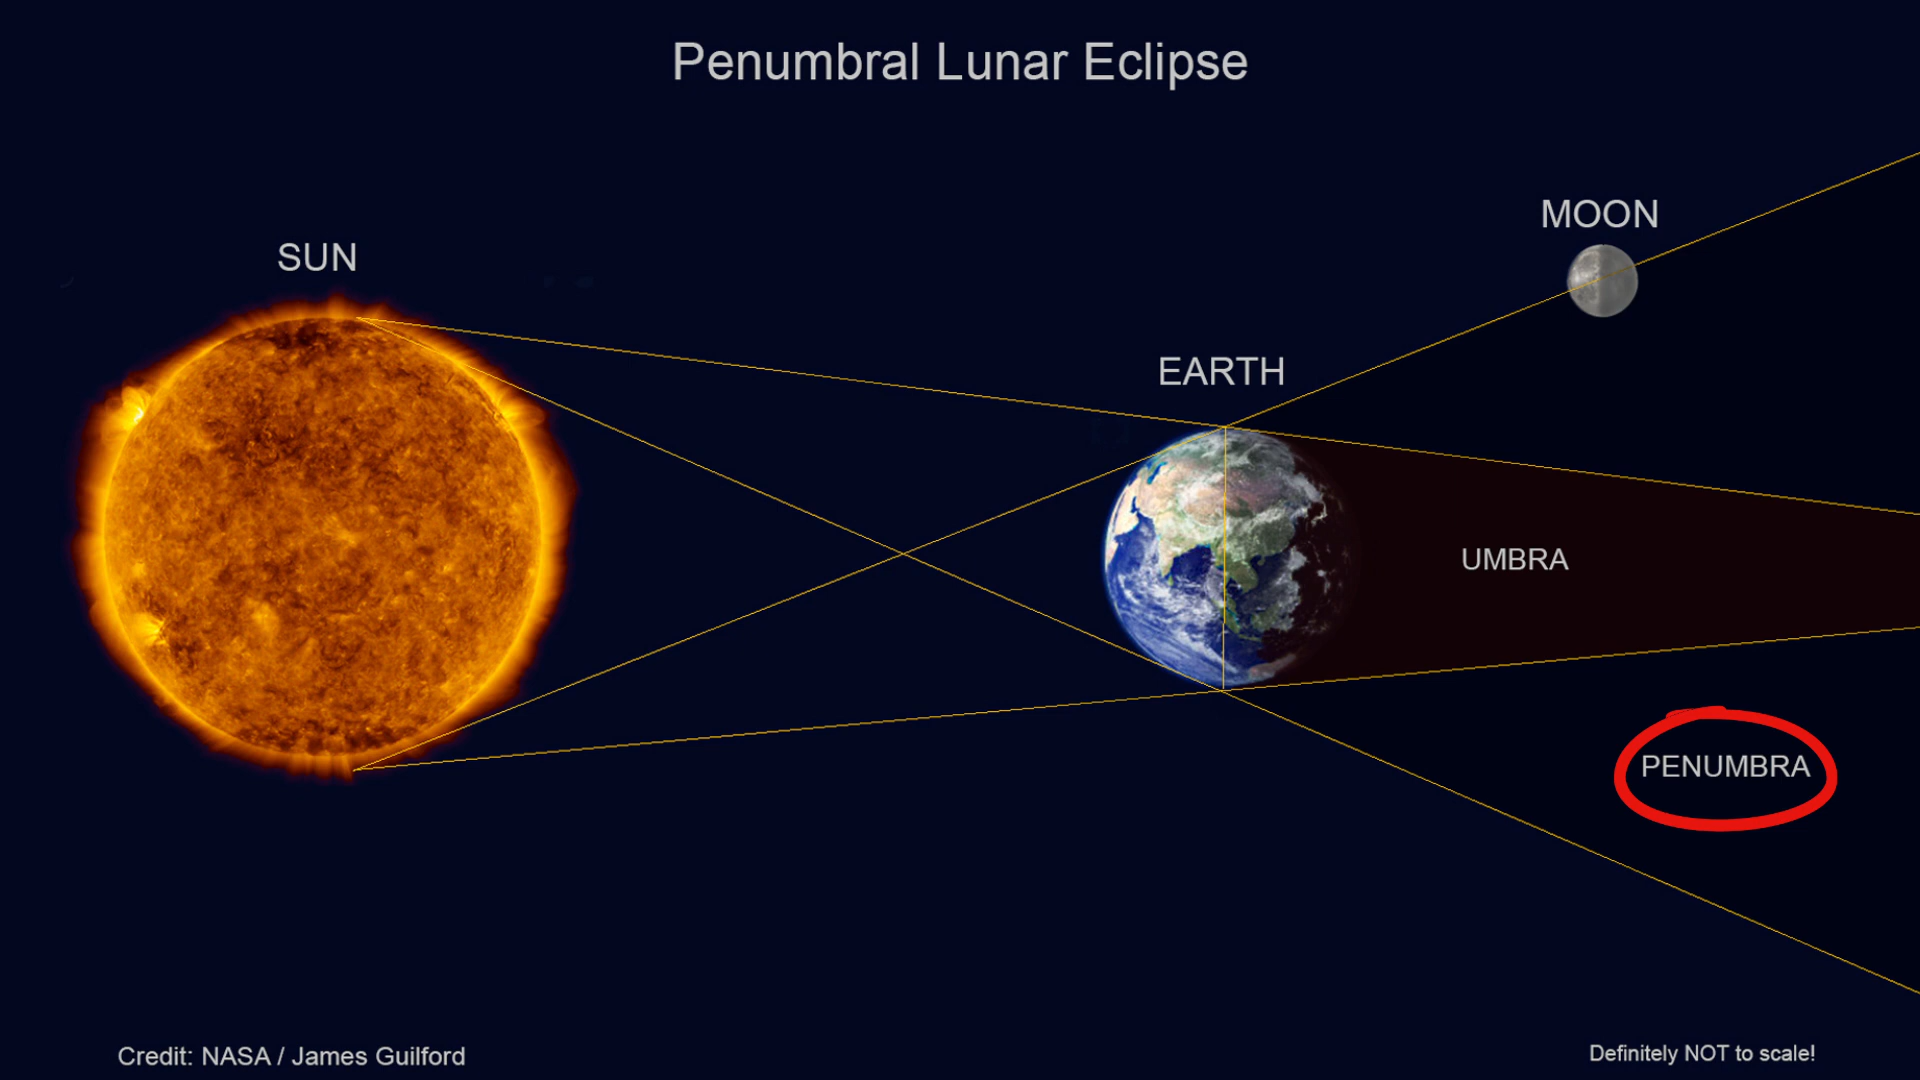 Penumbral Lunar Eclipse
MOON
SUN
EARTH
UMBRA
PENUMBRA
Credit: NASA / James Guilford
Definitely NOT to scale!